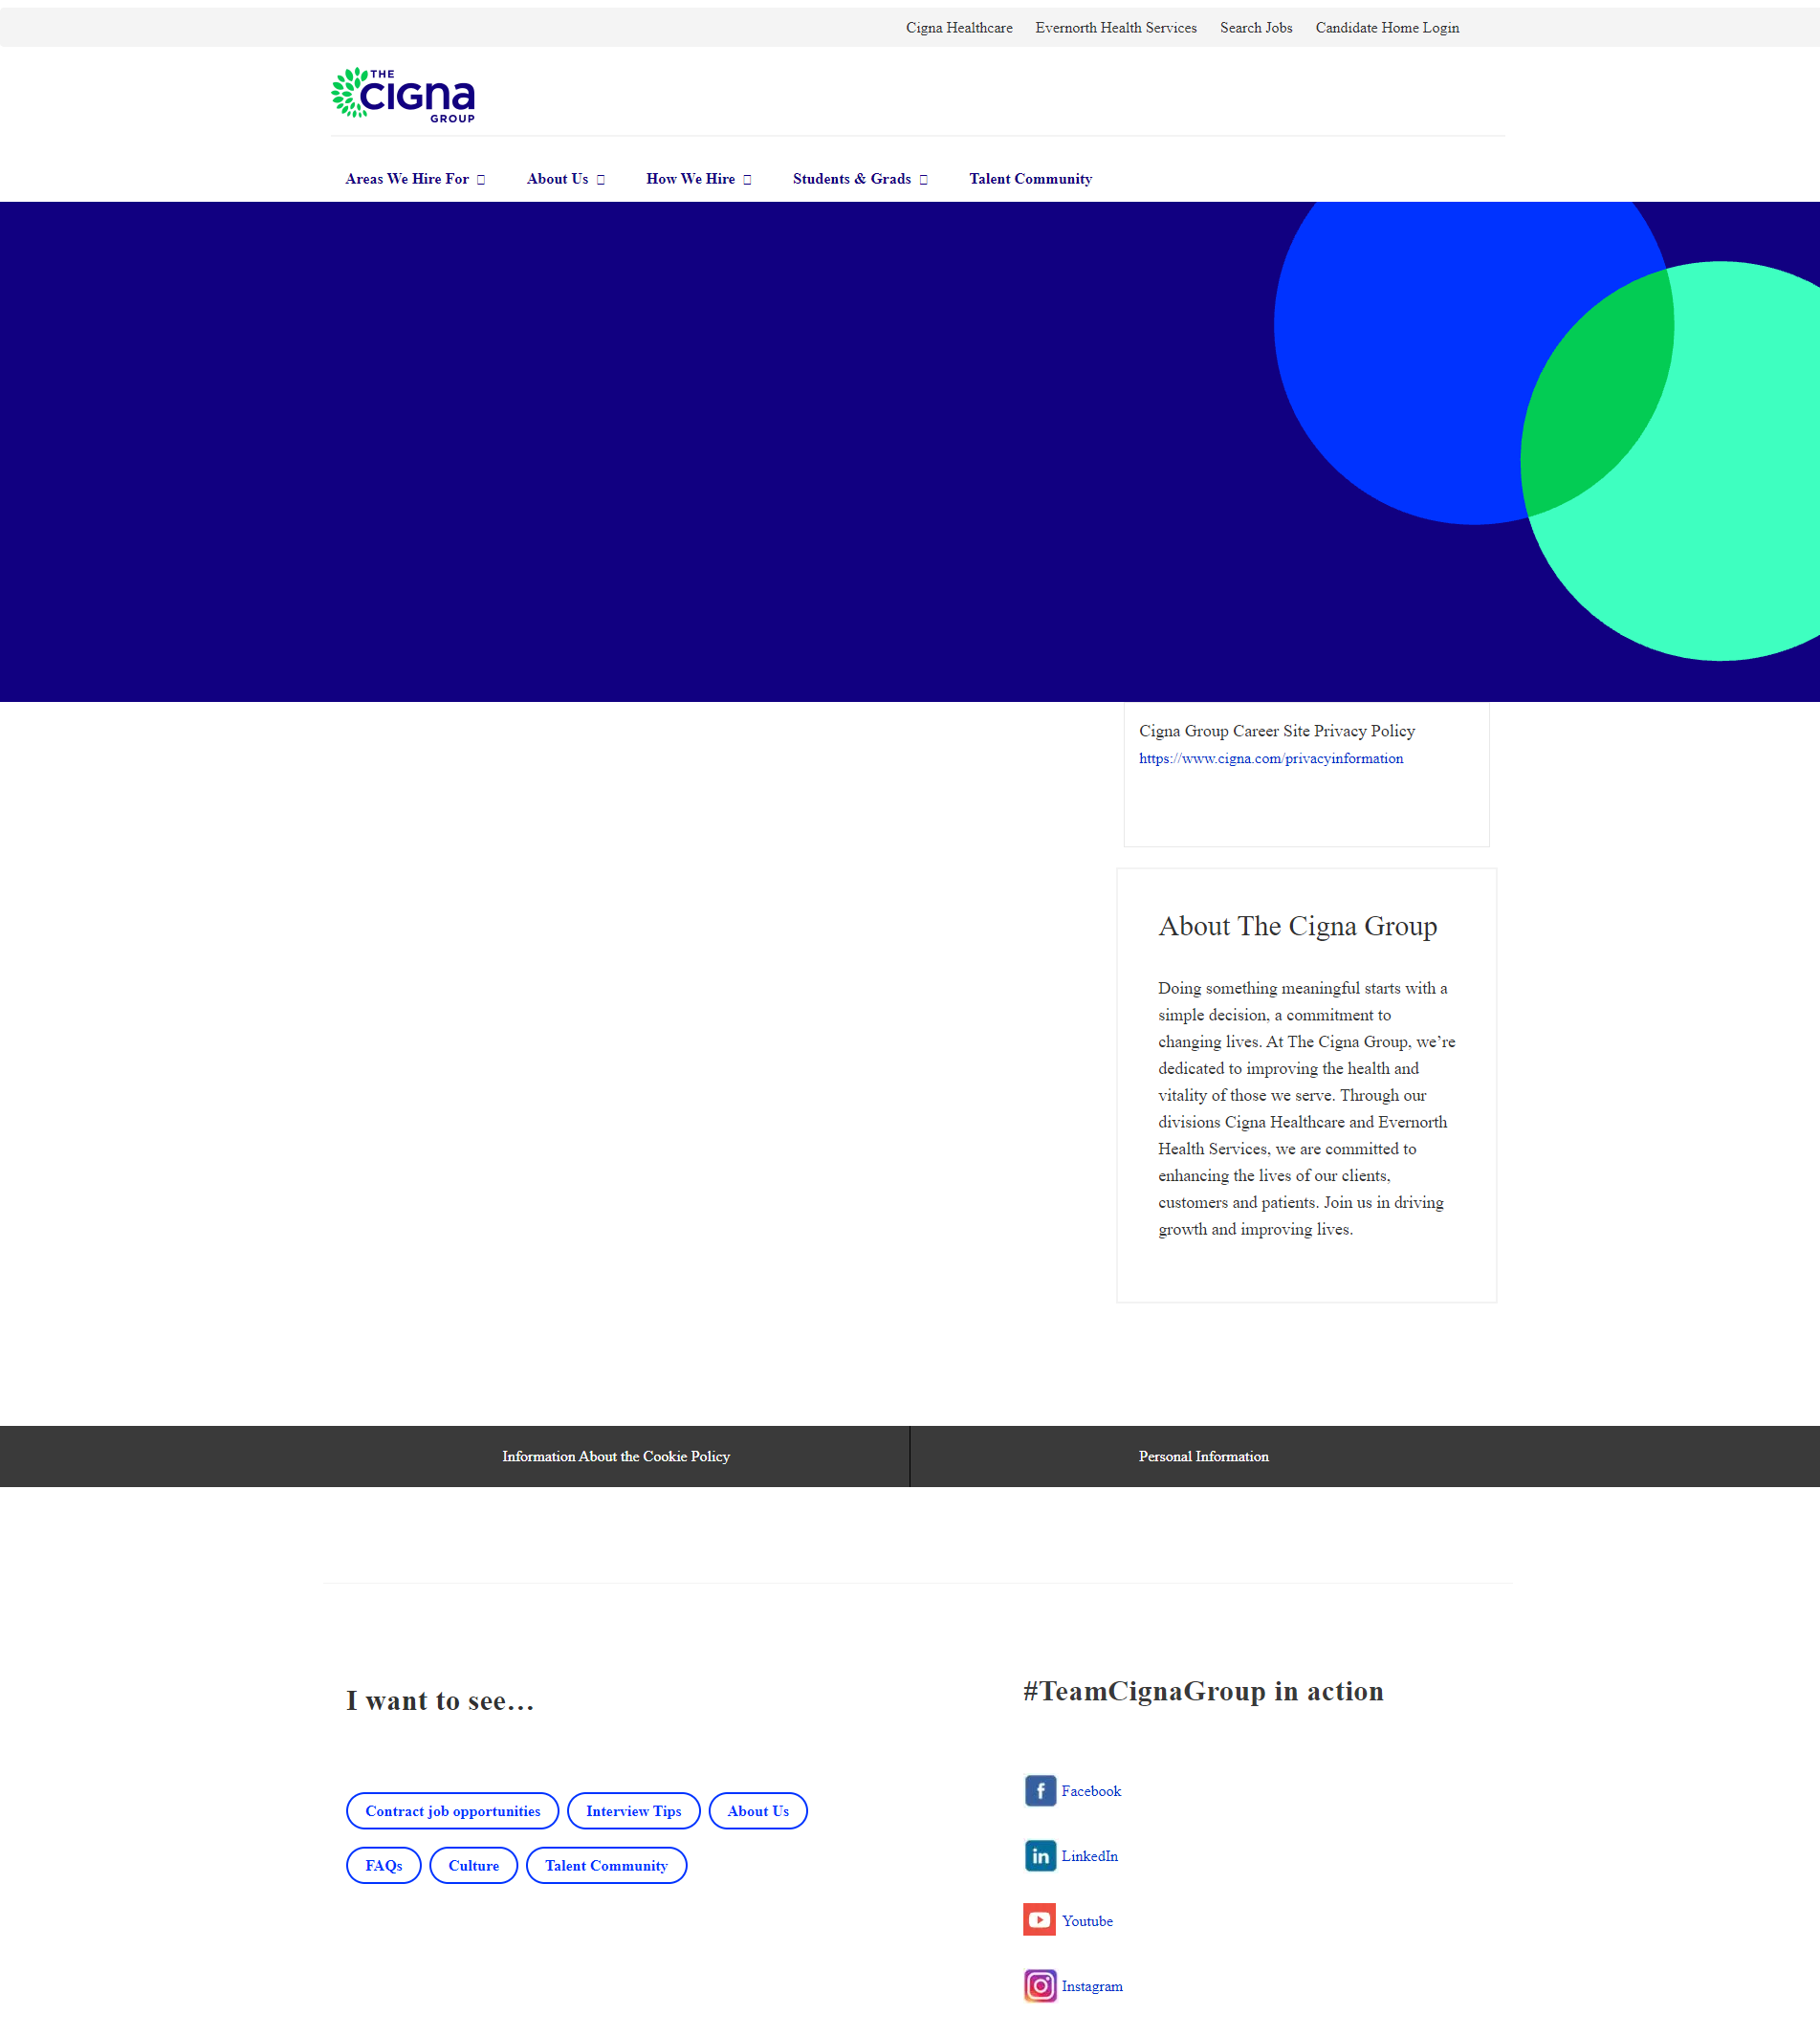 Cigna Healthcare Evernorth Health Services Search Jobs Candidate Home Login
THE
Cigna
GROUP
Areas We Hire For About Us How We Hire Students & Grads Talent Community
Cigna Group Career Site Privacy Policy
https://www.cigna.com/privacyinformation
About The Cigna Group
Doing something meaningful starts with a
simple decision, a commitment to
changing lives. At The Cigna Group, we’re
dedicated to improving the health and
vitality of those we serve. Through our
divisions Cigna Healthcare and Evernorth
Health Services, we are committed to
enhancing the lives of our clients,
customers and patients. Join us in driving
growth and improving lives.
Information About the Cookie Policy
Personal Information
I want to see…
Contract job opportunities Interview Tips About Us
FAQs Culture Talent Community
#TeamCignaGroup in action
Facebook
LinkedIn
Youtube
Instagram